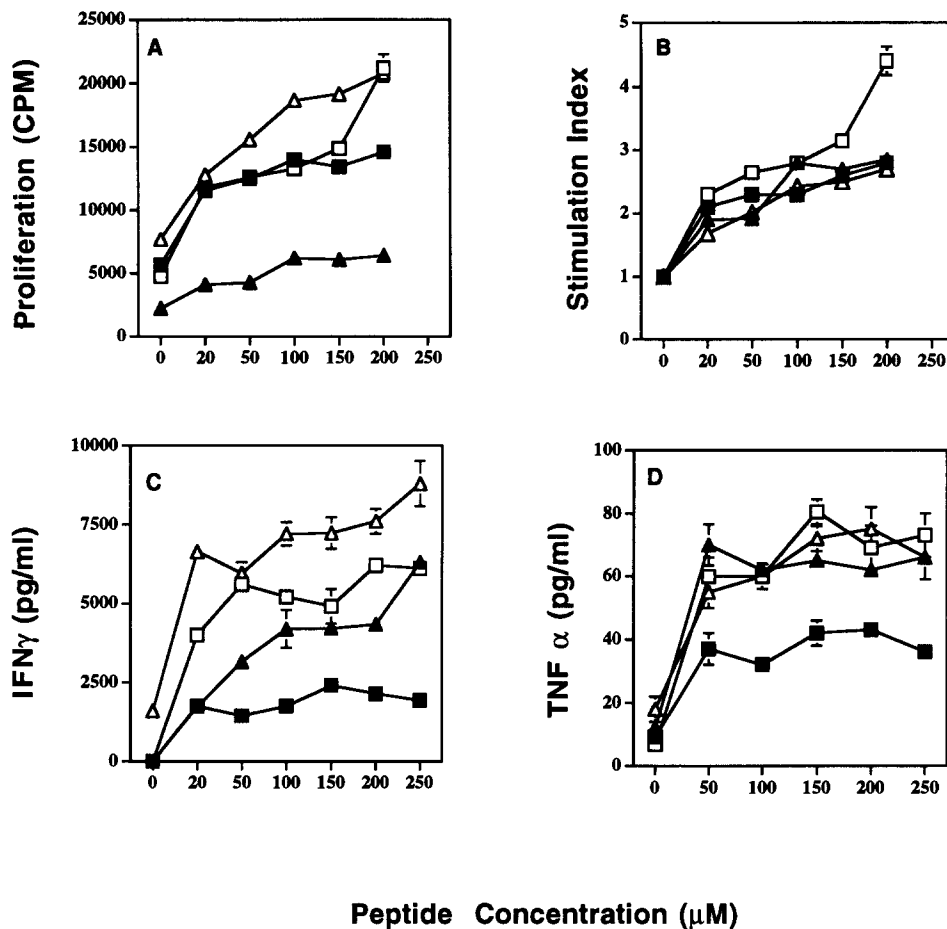 A
Proliferation (CPM)
25000
20000
15000
10000
5000
0
0 20 50 100 150 200 250
B
Stimulation Index
5
4
3
2
1
0
0 20 50 100 150 200 250
C
IFNγ (pg/ml)
10000
7500
5000
2500
0
0 20 50 100 150 200 250
D
TNF α (pg/ml)
100
80
60
40
20
0
0 50 100 150 200 250
Peptide Concentration (μM)